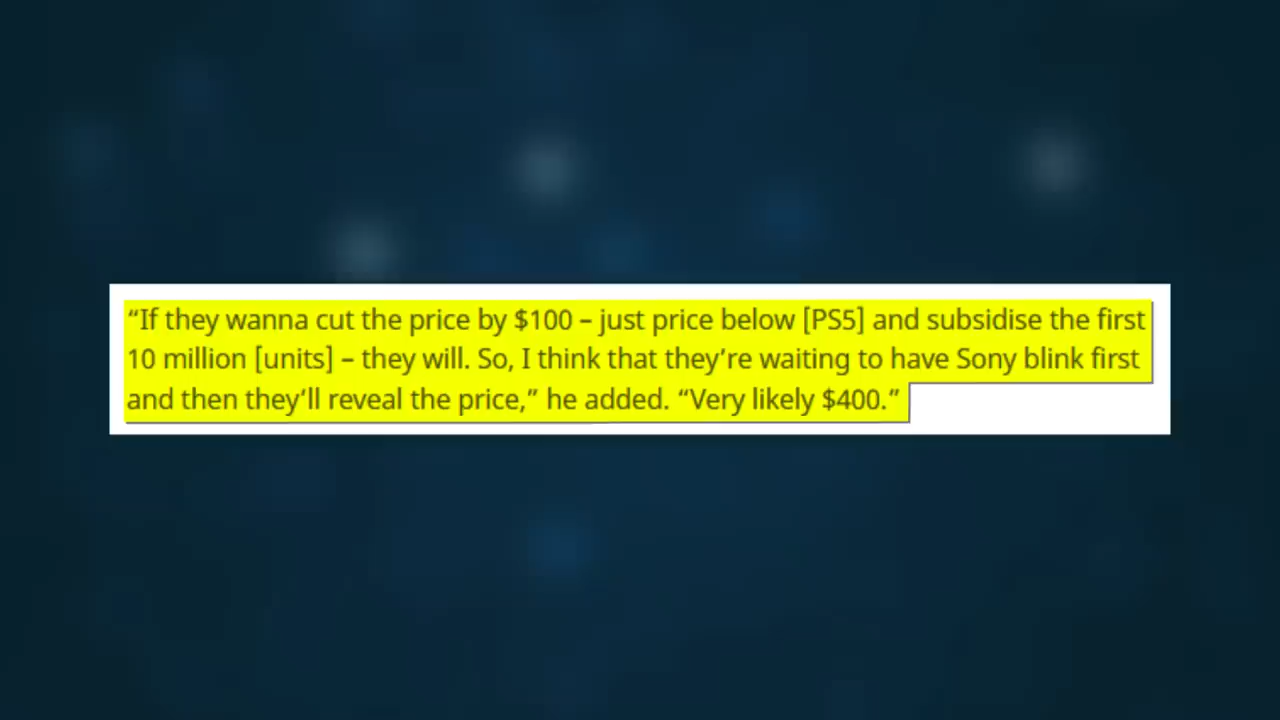 “If they wanna cut the price by $100 – just price below [PS5] and subsidise the first
10 million [units] – they will. So, I think that they’re waiting to have Sony blink first
and then they’ll reveal the price,” he added. “Very likely $400.”